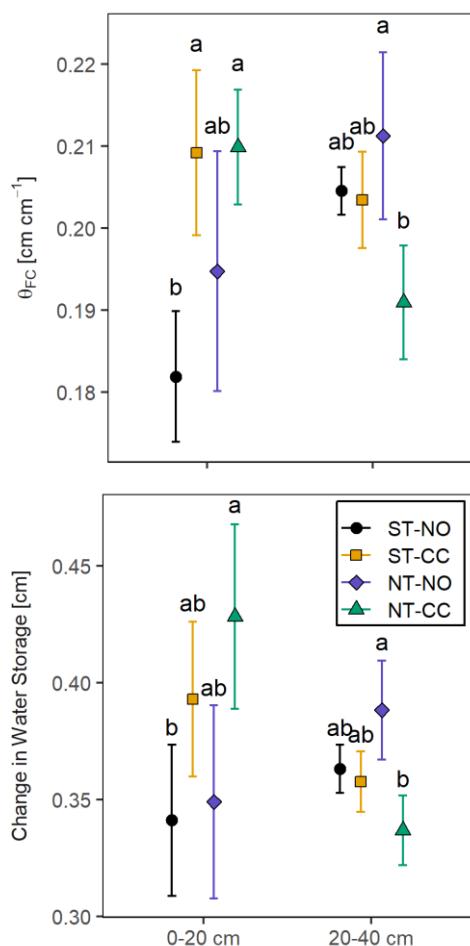 θFC [cm cm⁻¹]
0.22
0.21
0.20
0.19
0.18
a
a
ab
b
a
ab
ab
b
Change in Water Storage [cm]
0.45
0.40
0.35
0.30
a
ab
ab
b
a
ab
ab
b
ST-NO
ST-CC
NT-NO
NT-CC
0-20 cm
20-40 cm